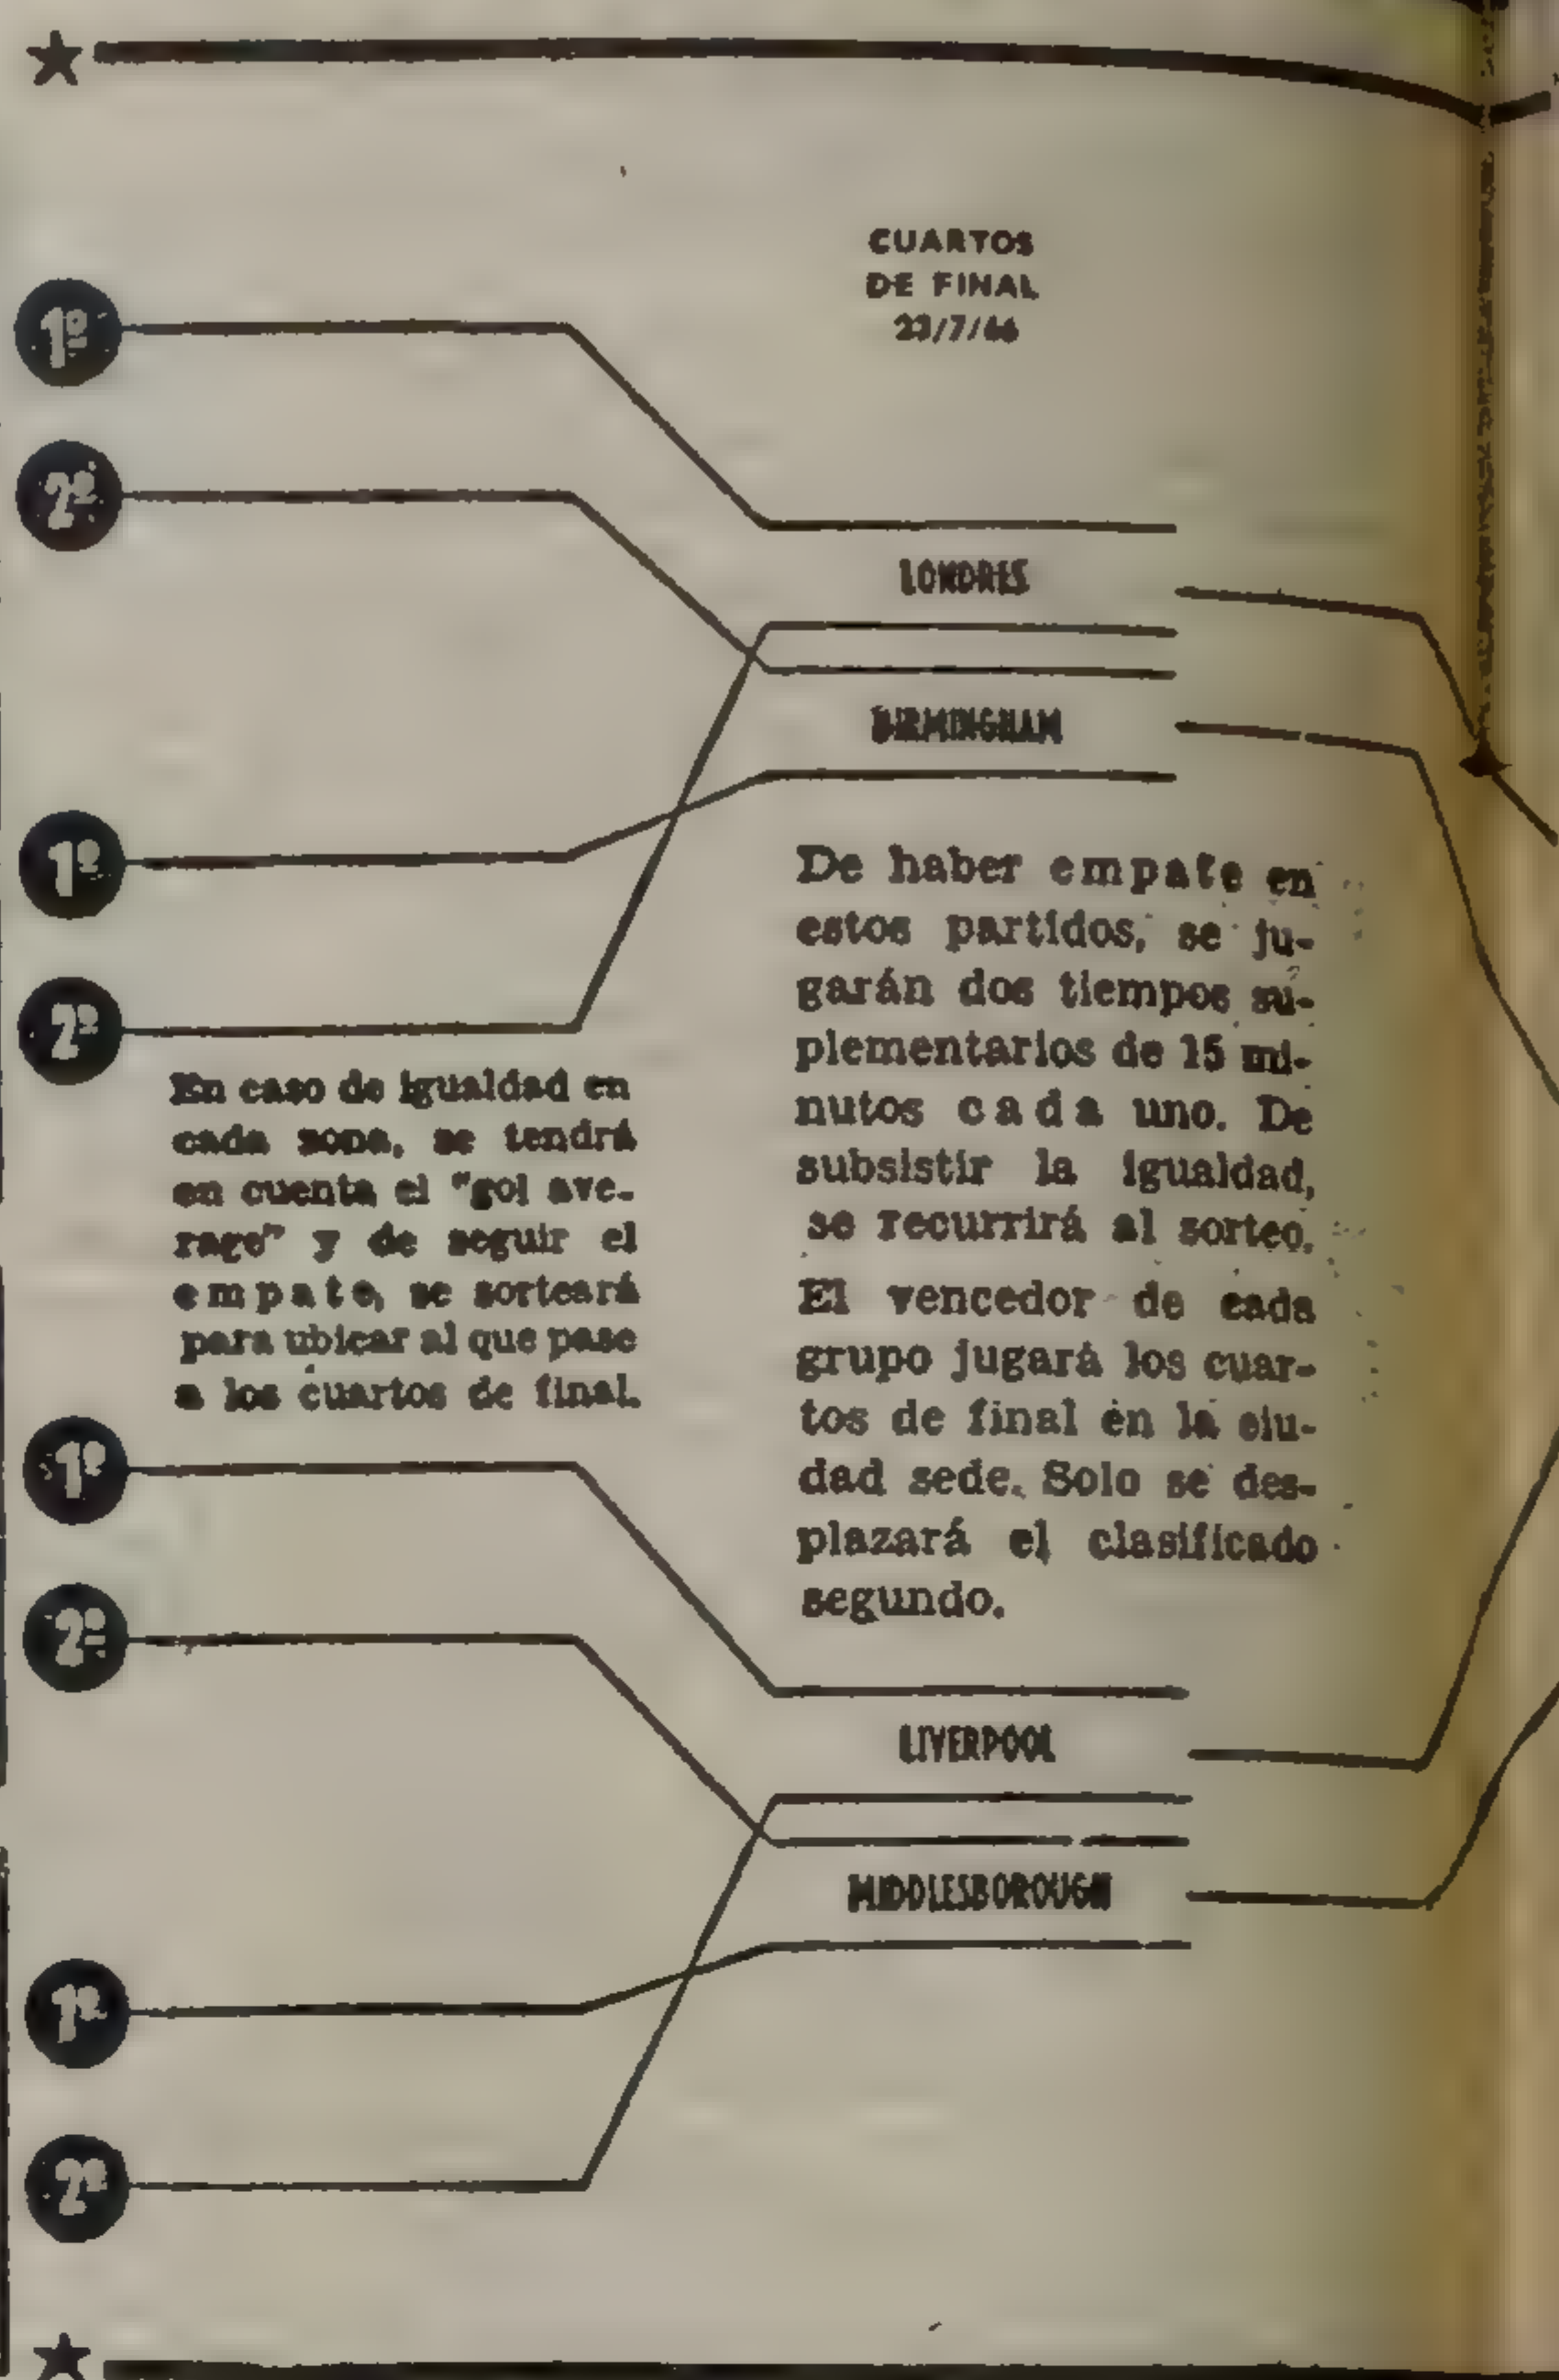 CUARTOS
DE FINAL
23/7/66
1º
2º
LONDRES
BIRMINGHAM
1º
2º
De haber empate en
estos partidos, se ju-
garán dos tiempos su-
plementarios de 15 mi-
nutos cada uno. De
subsistir la igualdad,
se recurrirá al sorteo.
El vencedor de cada
grupo jugará los cuar-
tos de final en la ciu-
dad sede. Solo se des-
plazará el clasificado
segundo.
En caso de igualdad en
cada zona, se tendrá
en cuenta el "gol ave-
rage" y de seguir el
empate, se sorteará
para ubicar al que pase
a los cuartos de final.
1º
2º
LIVERPOOL
MIDDLESBOROUGH
1º
2º